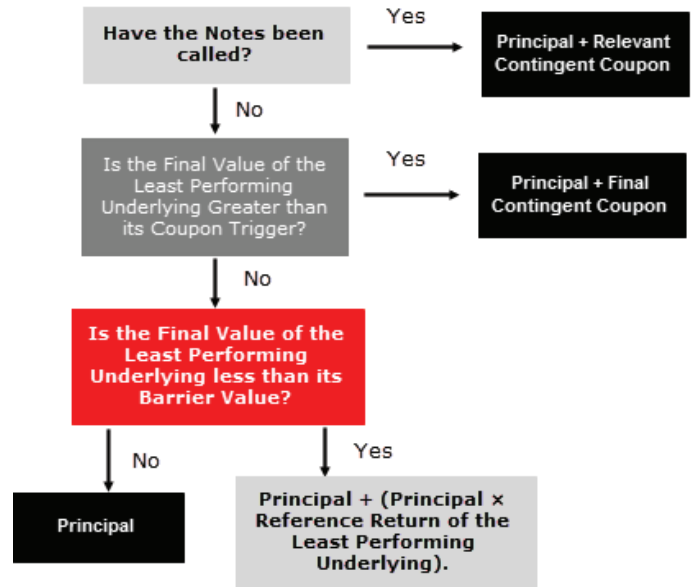 Have the Notes been
called?
Yes
Principal + Relevant
Contingent Coupon
No
Is the Final Value of the
Least Performing
Underlying Greater than
its Coupon Trigger?
Yes
Principal + Final
Contingent Coupon
No
Is the Final Value of the
Least Performing
Underlying less than its
Barrier Value?
No
Yes
Principal
Principal + (Principal ×
Reference Return of the
Least Performing
Underlying).